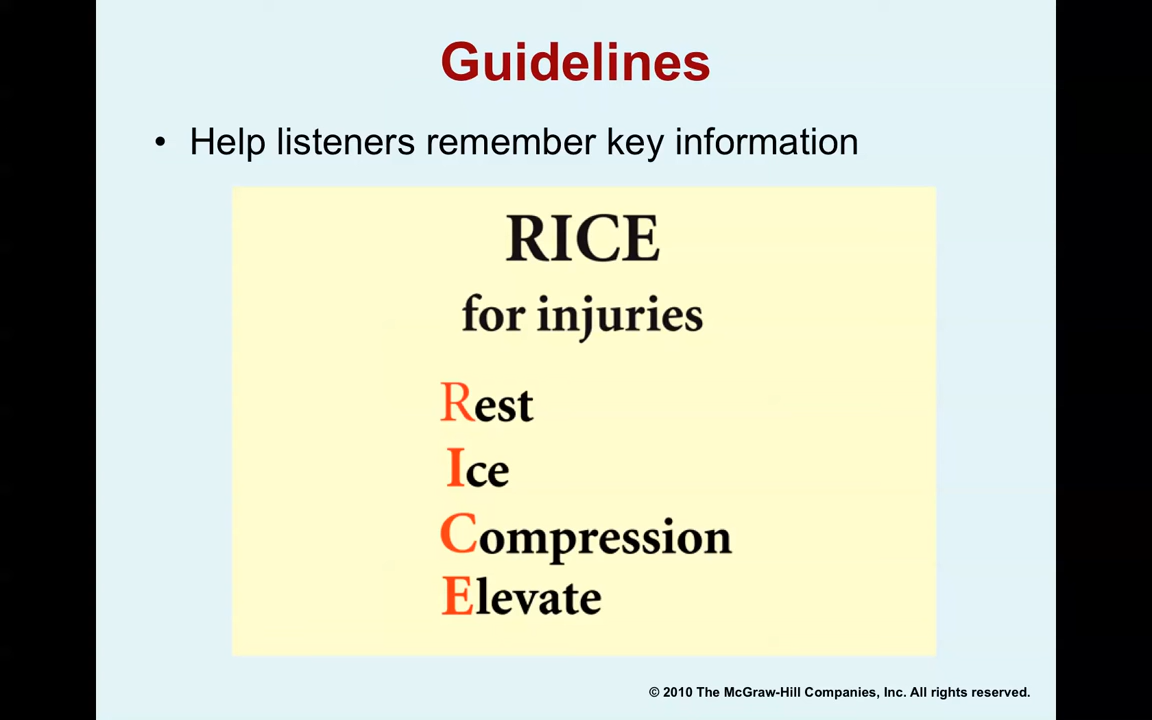 Guidelines
• Help listeners remember key information
RICE
for injuries
Rest
Ice
Compression
Elevate
© 2010 The McGraw-Hill Companies, Inc. All rights reserved.